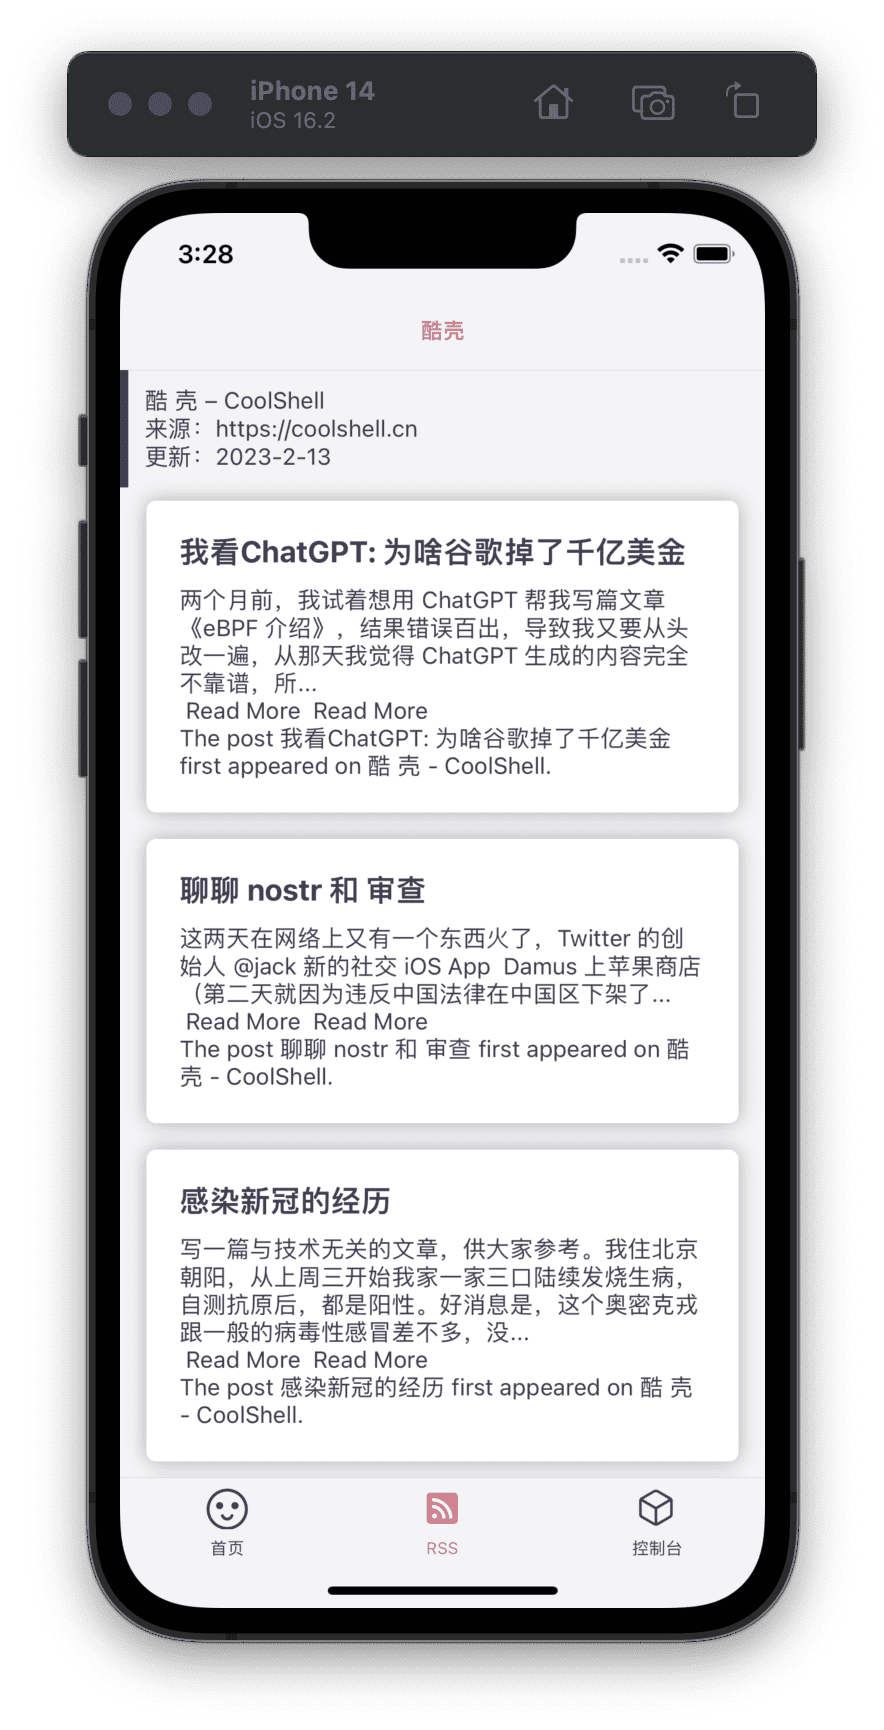 iPhone 14
iOS 16.2
3:28
酷壳
酷 壳 – CoolShell
来源：https://coolshell.cn
更新：2023-2-13
我看ChatGPT: 为啥谷歌掉了千亿美金
两个月前，我试着想用 ChatGPT 帮我写篇文章
《eBPF 介绍》，结果错误百出，导致我又要从头
改一遍，从那天我觉得 ChatGPT 生成的内容完全
不靠谱，所...
Read More  Read More
The post 我看ChatGPT: 为啥谷歌掉了千亿美金
first appeared on 酷 壳 - CoolShell.
聊聊 nostr 和 审查
这两天在网络上又有一个东西火了，Twitter 的创
始人 @jack 新的社交 iOS App  Damus 上苹果商店
（第二天就因为违反中国法律在中国区下架了...
Read More  Read More
The post 聊聊 nostr 和 审查 first appeared on 酷
壳 - CoolShell.
感染新冠的经历
写一篇与技术无关的文章，供大家参考。我住北京
朝阳，从上周三开始我家一家三口陆续发烧生病，
自测抗原后，都是阳性。好消息是，这个奥密克戎
跟一般的病毒性感冒差不多，没...
Read More  Read More
The post 感染新冠的经历 first appeared on 酷 壳
- CoolShell.
首页
RSS
控制台